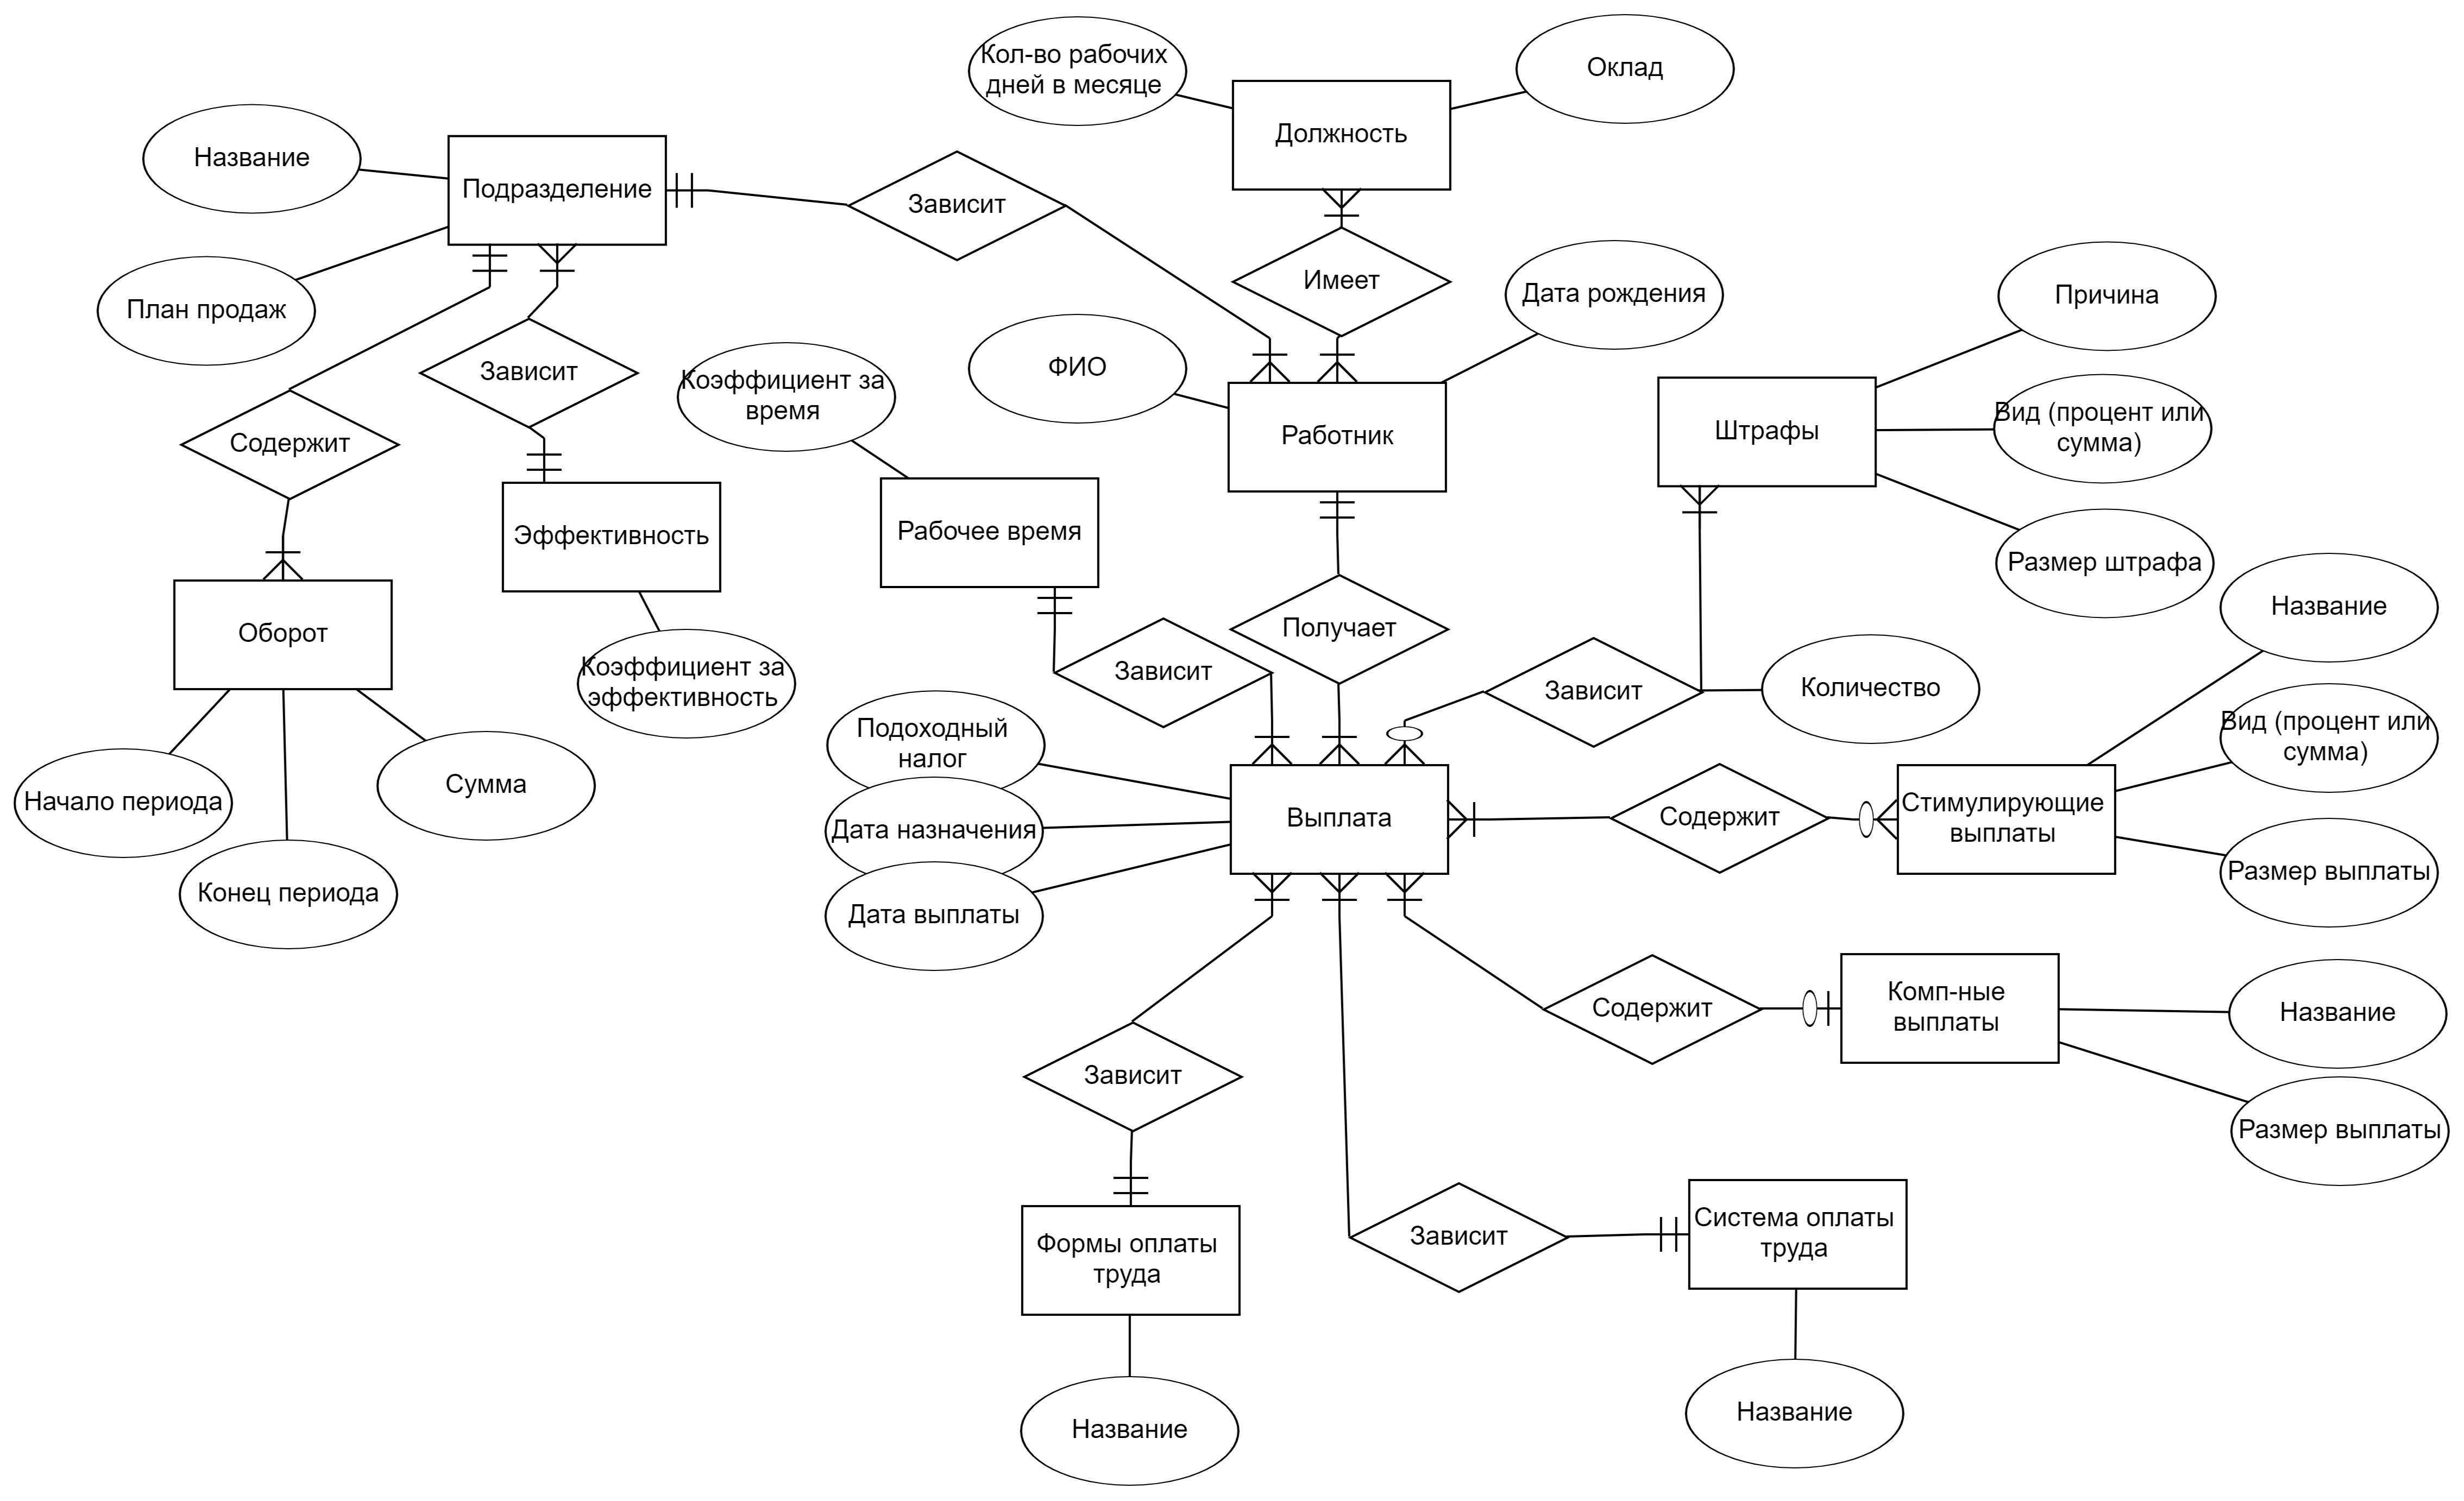 Кол-во рабочих
дней в месяце
Оклад
Должность
Название
Подразделение
Зависит
Имеет
План продаж
Дата рождения
Причина
Зависит
ФИО
Коэффициент за
время
Содержит
Работник
Штрафы
Вид (процент или
сумма)
Эффективность
Рабочее время
Размер штрафа
Оборот
Получает
Название
Коэффициент за
эффективность
Зависит
Зависит
Количество
Подоходный
налог
Вид (процент или
сумма)
Начало периода
Сумма
Дата назначения
Выплата
Содержит
Стимулирующие
выплаты
Размер выплаты
Конец периода
Дата выплаты
Содержит
Комп-ные
выплаты
Название
Зависит
Размер выплаты
Формы оплаты
труда
Зависит
Система оплаты
труда
Название
Название